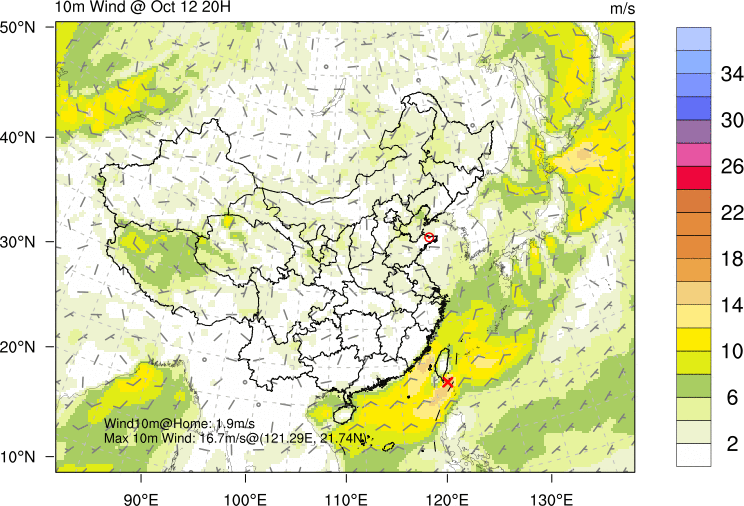 10m Wind @ Oct 12 20H
m/s
50°N
40°N
30°N
20°N
10°N
34
30
26
22
18
14
10
6
2
Wind10m@Home: 1.9m/s
Max 10m Wind: 16.7m/s@(121.29E, 21.74N)
90°E
100°E
110°E
120°E
130°E